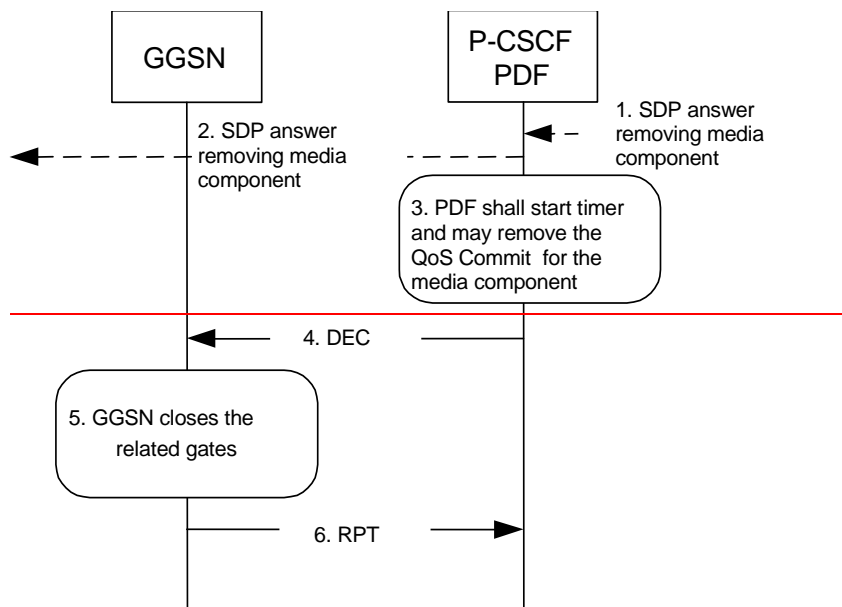 GGSN
P-CSCF
PDF
1. SDP answer
removing media
component
2. SDP answer
removing media
component
3. PDF shall start timer
and may remove the
QoS Commit for the
media component
4. DEC
5. GGSN closes the
related gates
6. RPT